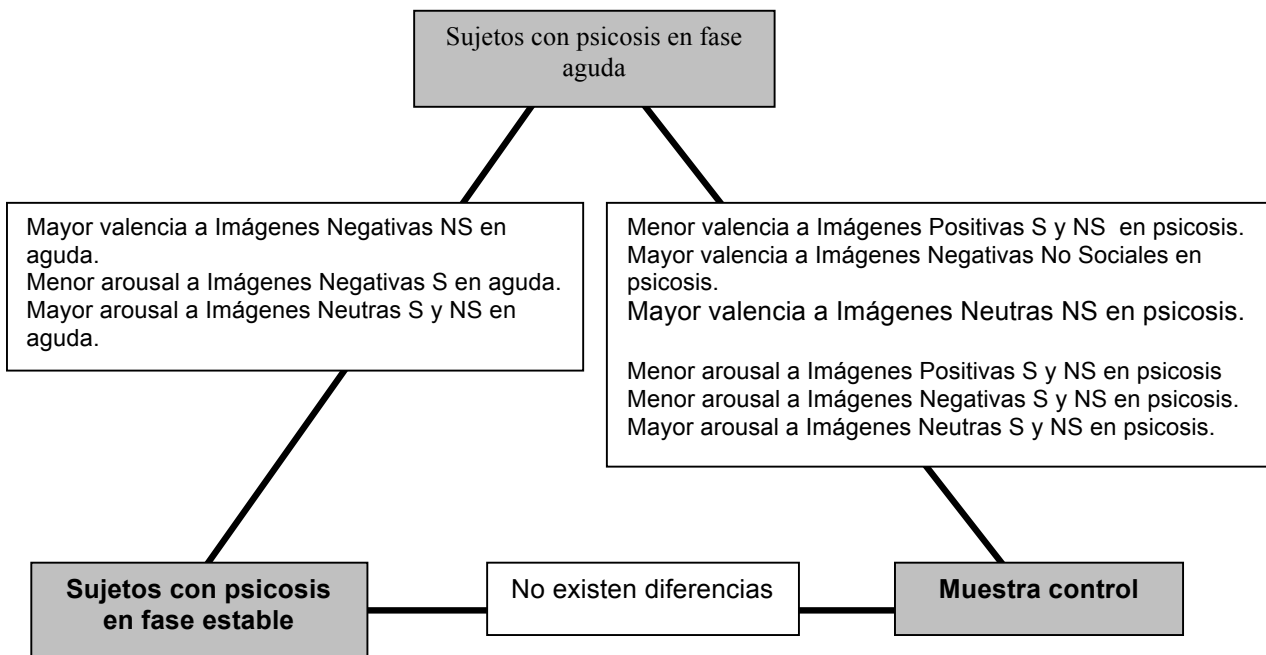 Sujetos con psicosis en fase
aguda
Mayor valencia a Imágenes Negativas NS en
aguda.
Menor arousal a Imágenes Negativas S en aguda.
Mayor arousal a Imágenes Neutras S y NS en
aguda.
Menor valencia a Imágenes Positivas S y NS en psicosis.
Mayor valencia a Imágenes Negativas No Sociales en
psicosis.
Mayor valencia a Imágenes Neutras NS en psicosis.
Menor arousal a Imágenes Positivas S y NS en psicosis
Menor arousal a Imágenes Negativas S y NS en psicosis.
Mayor arousal a Imágenes Neutras S y NS en psicosis.
Sujetos con psicosis
en fase estable
No existen diferencias
Muestra control